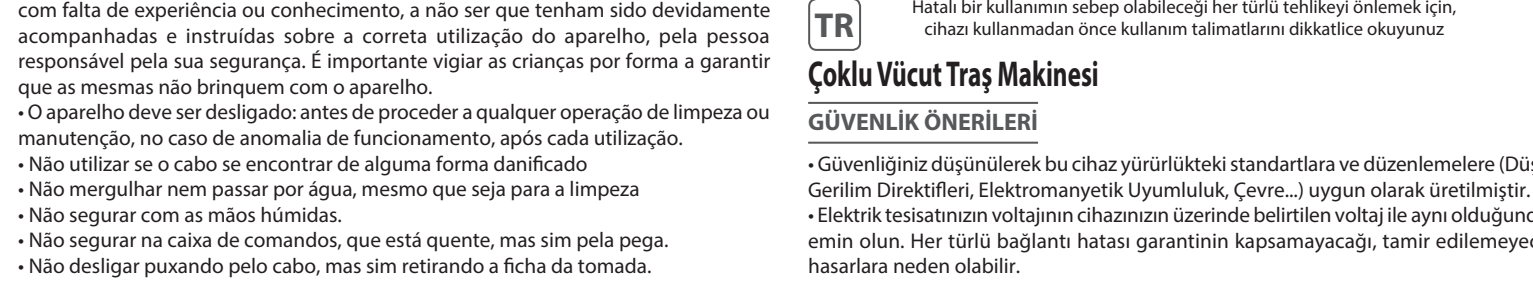 com falta de experiência ou conhecimento, a não ser que tenham sido devidamente
acompanhadas e instruídas sobre a correta utilização do aparelho, pela pessoa
responsável pela sua segurança. É importante vigiar as crianças por forma a garantir
que as mesmas não brinquem com o aparelho.
• O aparelho deve ser desligado: antes de proceder a qualquer operação de limpeza ou
manutenção, no caso de anomalia de funcionamento, após cada utilização.
• Não utilizar se o cabo se encontrar de alguma forma danificado
• Não mergulhar nem passar por água, mesmo que seja para a limpeza
• Não segurar com as mãos húmidas.
• Não segurar na caixa de comandos, que está quente, mas sim pela pega.
• Não desligar puxando pelo cabo, mas sim retirando a ficha da tomada.
TR
Hatalı bir kullanımın sebep olabileceği her türlü tehlikeyi önlemek için,
cihazı kullanmadan önce kullanım talimatlarını dikkatlice okuyunuz
Çoklu Vücut Traş Makinesi
GÜVENLİK ÖNERİLERİ
• Güvenliğiniz düşünülerek bu cihaz yürürlükteki standartlara ve düzenlemelere
Gerilim Direktifleri, Elektromanyetik Uyumluluk, Çevre...) uygun olarak üretilmiştir.
• Elektrik tesisatınızın voltajının cihazınızın üzerinde belirtilen voltaj ile aynı
emin olun. Her türlü bağlantı hatası garantinin kapsamayacağı, tamir
hasarlara neden olabilir.